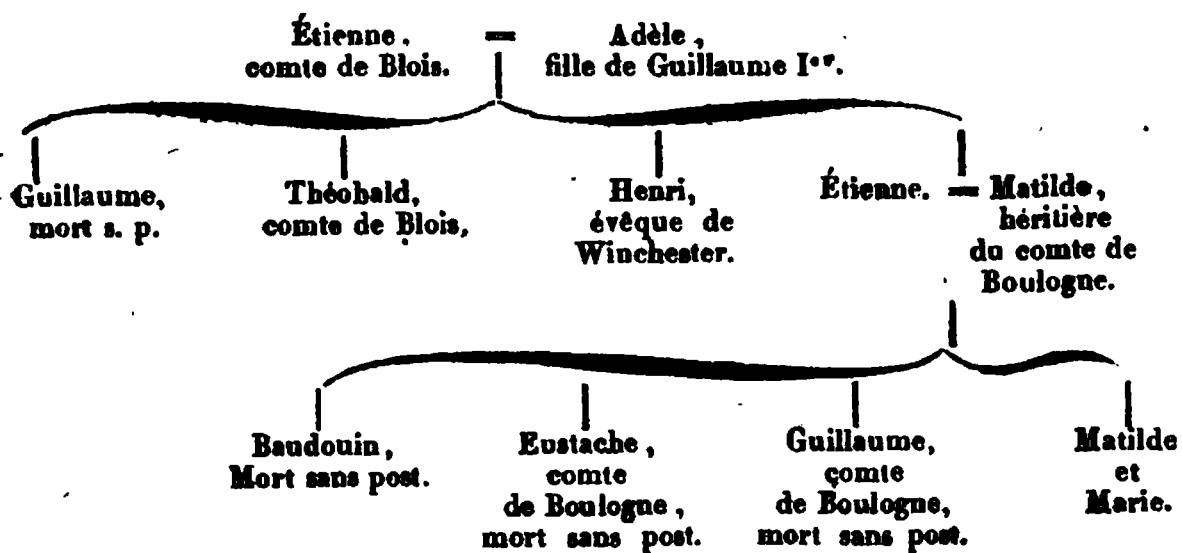 Étienne, = Adèle,
comte de Blois. fille de Guillaume Ier.
Guillaume, Théobald, Henri, Étienne. = Matilde,
mort s. p. comte de Blois, évêque de héritière
Winchester. du comte de
Boulogne.
Baudouin, Eustache, Guillaume, Matilde
Mort sans post. comte comte et
de Boulogne, de Boulogne, Marie.
mort sans post. mort sans post.